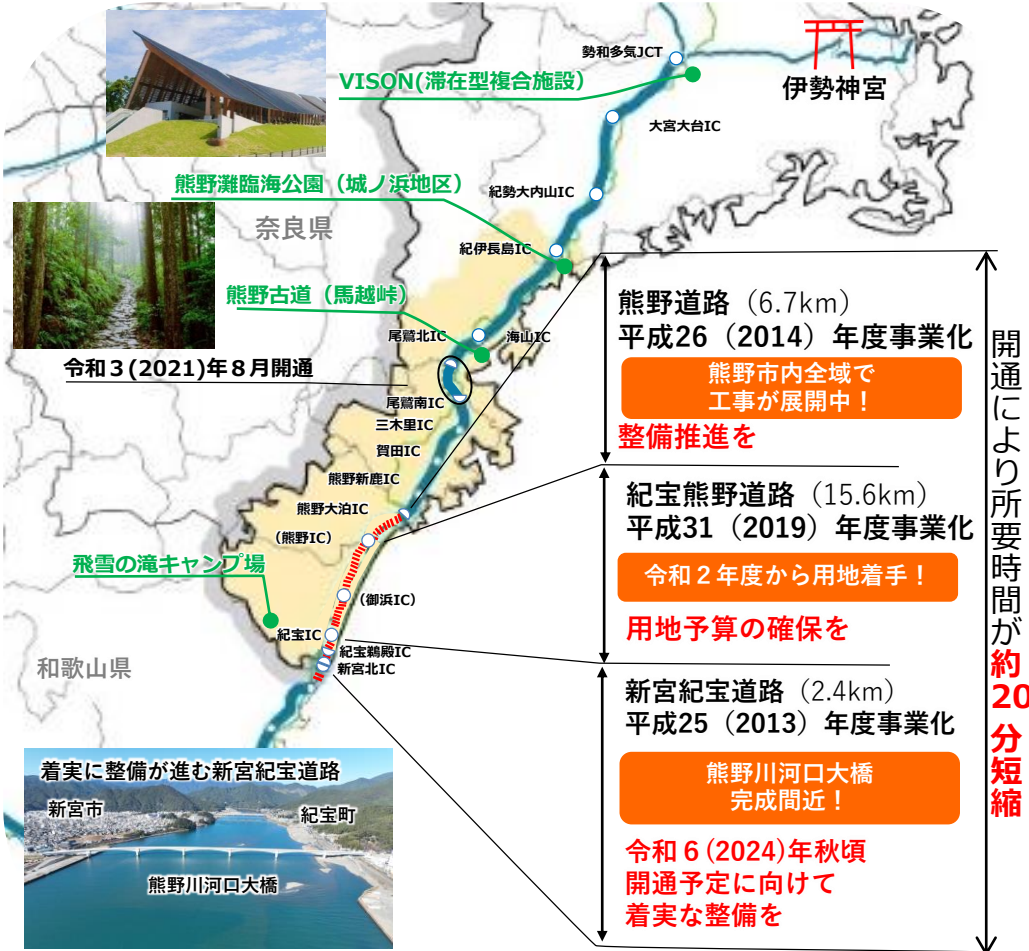 勢和多気JCT
伊勢神宮
VISON(滞在型複合施設)
大宮大台IC
熊野灘臨海公園（城ノ浜地区）
紀勢大内山IC
奈良県
紀伊長島IC
熊野古道（馬越峠）
尾鷲北IC
海山IC
令和３(2021)年８月開通
尾鷲南IC
三木里IC
賀田IC
熊野新鹿IC
熊野大泊IC
（熊野IC）
飛雪の滝キャンプ場
（御浜IC）
紀宝IC
紀宝鵜殿IC
新宮北IC
和歌山県
熊野道路（6.7km）
平成26（2014）年度事業化
熊野市内全域で
工事が展開中！
整備推進を
紀宝熊野道路（15.6km）
平成31（2019）年度事業化
令和２年度から用地着手！
用地予算の確保を
新宮紀宝道路（2.4km）
平成25（2013）年度事業化
熊野川河口大橋
完成間近！
令和６(2024)年秋頃
開通予定に向けて
着実な整備を
開通により所要時間が約20分短縮
着実に整備が進む新宮紀宝道路
新宮市
紀宝町
熊野川河口大橋